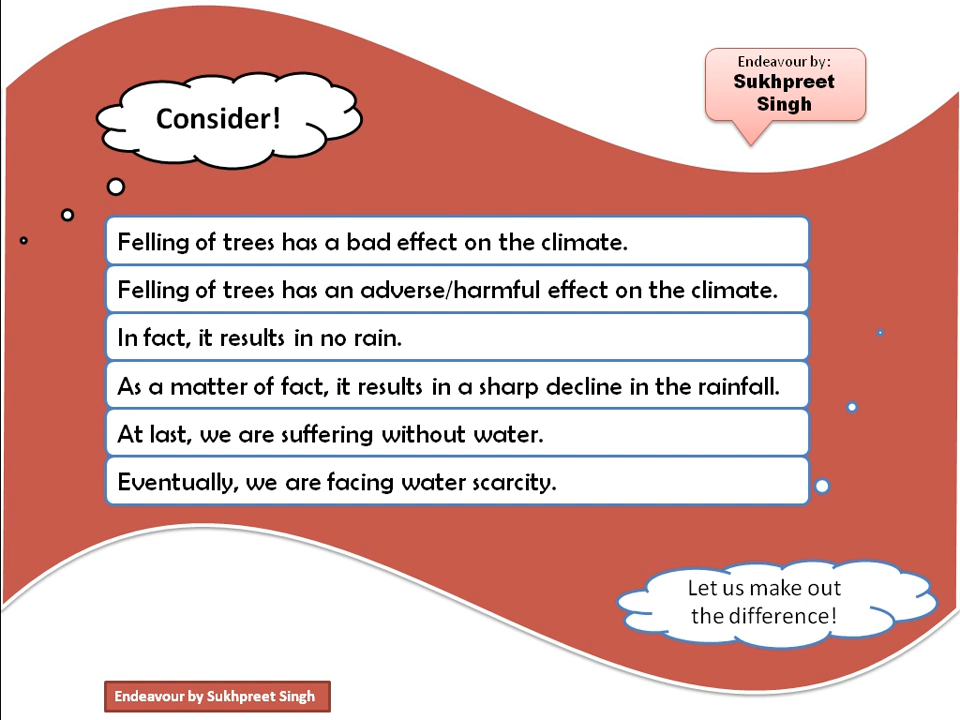 Endeavour by:
Sukhpreet
Singh
Consider!
Felling of trees has a bad effect on the climate.
Felling of trees has an adverse/harmful effect on the climate.
In fact, it results in no rain.
As a matter of fact, it results in a sharp decline in the rainfall.
At last, we are suffering without water.
Eventually, we are facing water scarcity.
Let us make out
the difference!
Endeavour by Sukhpreet Singh